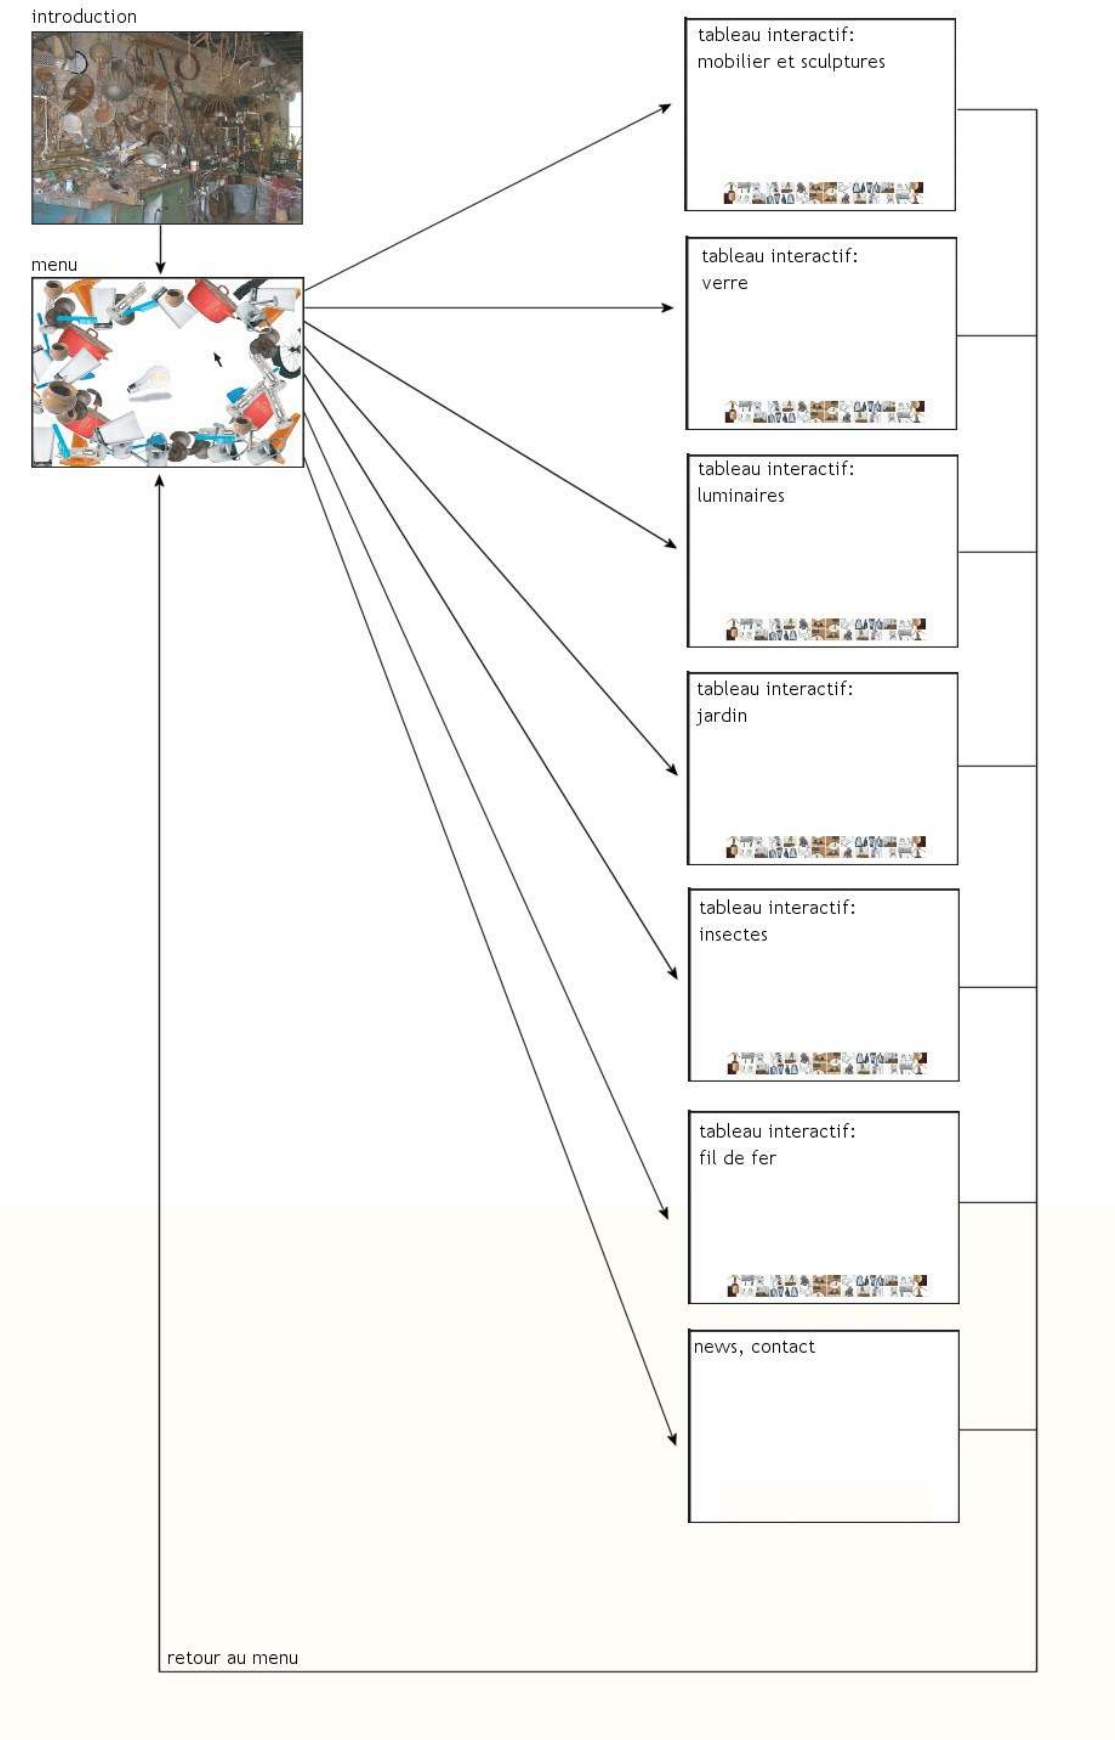 introduction
menu
tableau interactif:
mobilier et sculptures
tableau interactif:
verre
tableau interactif:
luminaires
tableau interactif:
jardin
tableau interactif:
insectes
tableau interactif:
fil de fer
news, contact
retour au menu